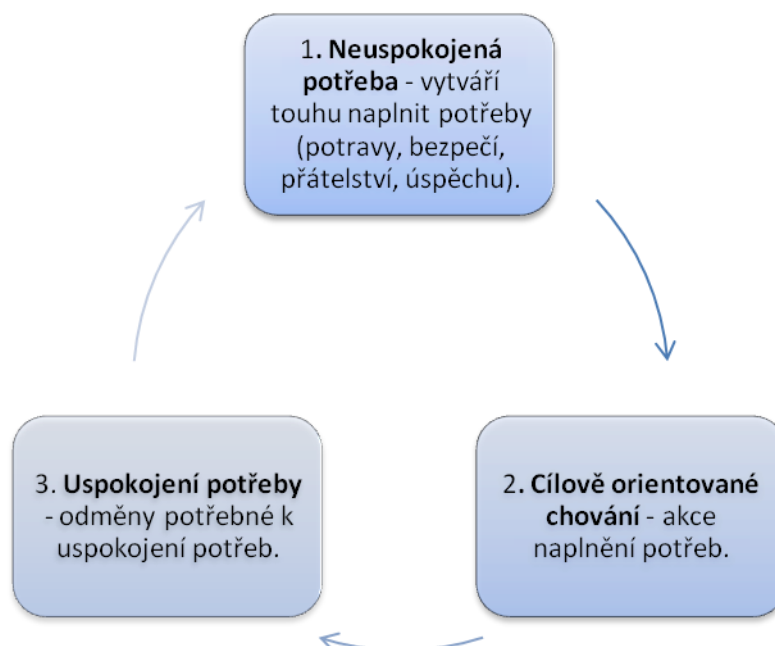 1. Neuspokojená
potřeba - vytváří
touhu naplnit potřeby
(potravy, bezpečí,
přátelství, úspěchu).
2. Cílově orientované
chování - akce
naplnění potřeb.
3. Uspokojení potřeby
- odměny potřebné k
uspokojení potřeb.